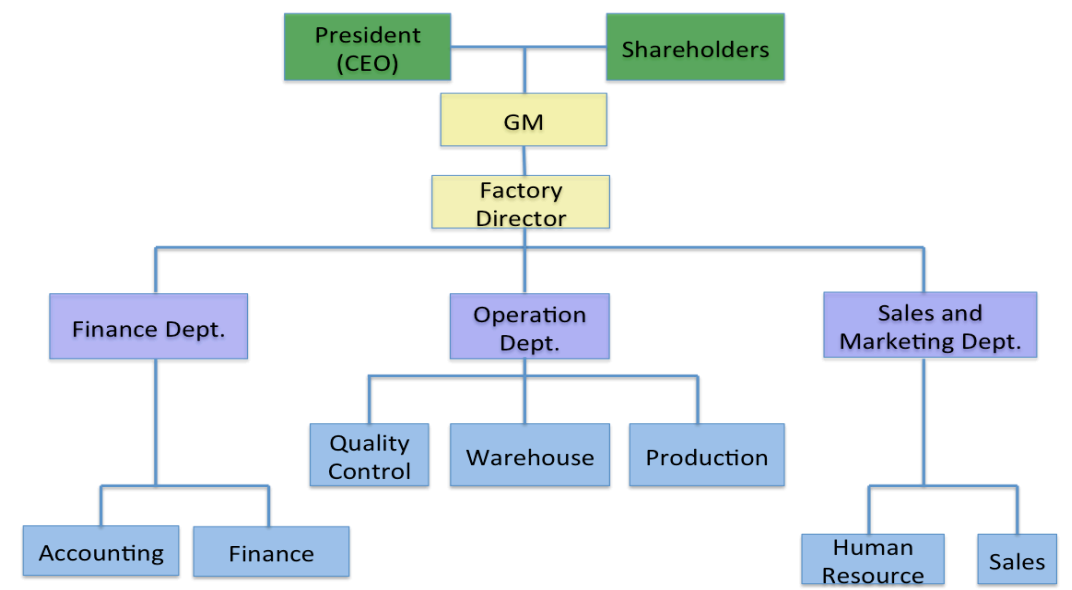 President
(CEO)
Shareholders
GM
Factory
Director
Finance Dept.
Operation
Dept.
Sales and
Marketing Dept.
Quality
Control
Warehouse
Production
Accounting
Finance
Human
Resource
Sales